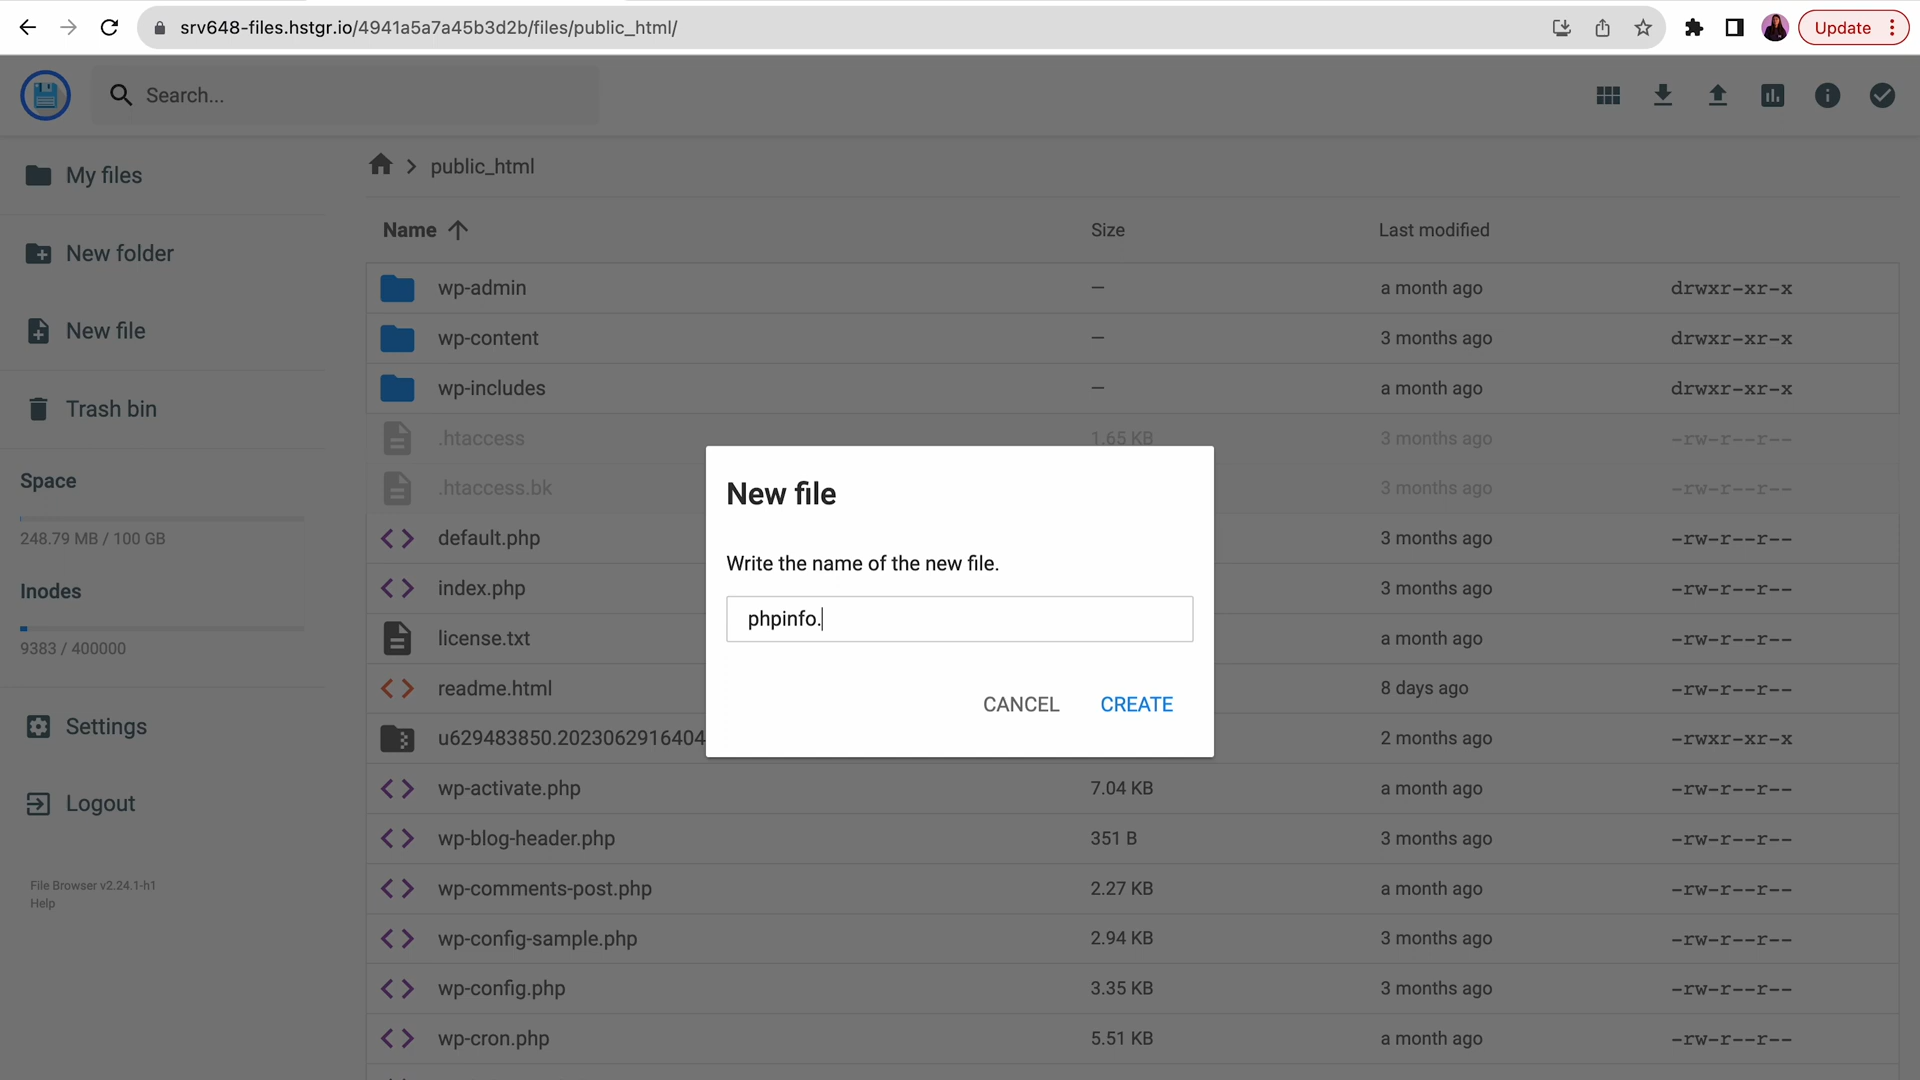 srv648-files.hstgr.io/4941a5a7a45b3d2b/files/public_html/
Update
Search...
My files
New folder
New file
Trash bin
Space
248.79 MB / 100 GB
Inodes
9383 / 400000
Settings
Logout
File Browser v2.24.1-h1
Help
public_html
Name Size Last modified
wp-admin — a month ago drwxr-xr-x
wp-content — 3 months ago drwxr-xr-x
wp-includes — a month ago drwxr-xr-x
.htaccess 1.65 KB 3 months ago -rw-r--r--
.htaccess.bk 3 months ago -rw-r--r--
default.php 3 months ago -rw-r--r--
index.php 3 months ago -rw-r--r--
license.txt a month ago -rw-r--r--
readme.html 8 days ago -rw-r--r--
u629483850.2023062916404 2 months ago -rwxr-xr-x
wp-activate.php 7.04 KB a month ago -rw-r--r--
wp-blog-header.php 351 B 3 months ago -rw-r--r--
wp-comments-post.php 2.27 KB a month ago -rw-r--r--
wp-config-sample.php 2.94 KB 3 months ago -rw-r--r--
wp-config.php 3.35 KB 3 months ago -rw-r--r--
wp-cron.php 5.51 KB a month ago -rw-r--r--
New file
Write the name of the new file.
phpinfo.
CANCEL CREATE